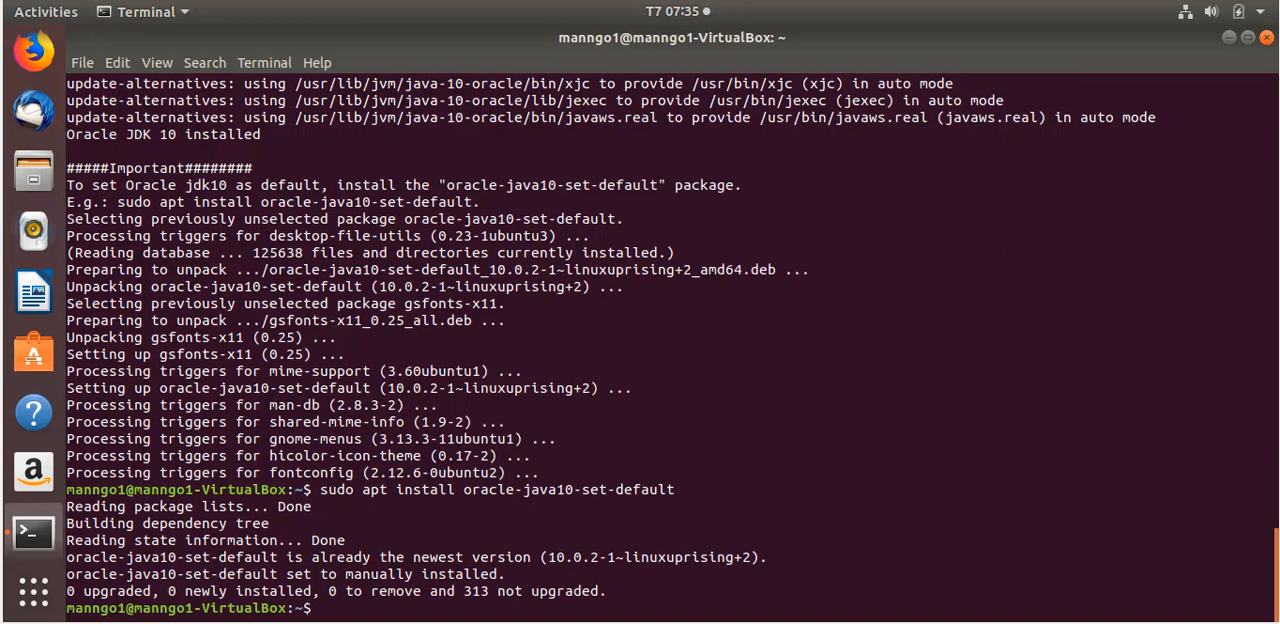 Activities Terminal T7 07:35
manngo1@manngo1-VirtualBox: ~
File Edit View Search Terminal Help
update-alternatives: using /usr/lib/jvm/java-10-oracle/bin/xjc to provide /usr/bin/xjc (xjc) in auto mode
update-alternatives: using /usr/lib/jvm/java-10-oracle/lib/jexec to provide /usr/bin/jexec (jexec) in auto mode
update-alternatives: using /usr/lib/jvm/java-10-oracle/bin/javaws.real to provide /usr/bin/javaws.real (javaws.real) in auto mode
Oracle JDK 10 installed
#####Important########
To set Oracle jdk10 as default, install the "oracle-java10-set-default" package.
E.g.: sudo apt install oracle-java10-set-default.
Selecting previously unselected package oracle-java10-set-default.
Processing triggers for desktop-file-utils (0.23-1ubuntu3) ...
(Reading database ... 125638 files and directories currently installed.)
Preparing to unpack .../oracle-java10-set-default_10.0.2-1~linuxuprising+2_amd64.deb ...
Unpacking oracle-java10-set-default (10.0.2-1~linuxuprising+2) ...
Selecting previously unselected package gsfonts-x11.
Preparing to unpack .../gsfonts-x11_0.25_all.deb ...
Unpacking gsfonts-x11 (0.25) ...
Setting up gsfonts-x11 (0.25) ...
Processing triggers for mime-support (3.60ubuntu1) ...
Setting up oracle-java10-set-default (10.0.2-1~linuxuprising+2) ...
Processing triggers for man-db (2.8.3-2) ...
Processing triggers for shared-mime-info (1.9-2) ...
Processing triggers for gnome-menus (3.13.3-11ubuntu1) ...
Processing triggers for hicolor-icon-theme (0.17-2) ...
Processing triggers for fontconfig (2.12.6-0ubuntu2) ...
manngo1@manngo1-VirtualBox:~$ sudo apt install oracle-java10-set-default
Reading package lists... Done
Building dependency tree
Reading state information... Done
oracle-java10-set-default is already the newest version (10.0.2-1~linuxuprising+2).
oracle-java10-set-default set to manually installed.
0 upgraded, 0 newly installed, 0 to remove and 313 not upgraded.
manngo1@manngo1-VirtualBox:~$